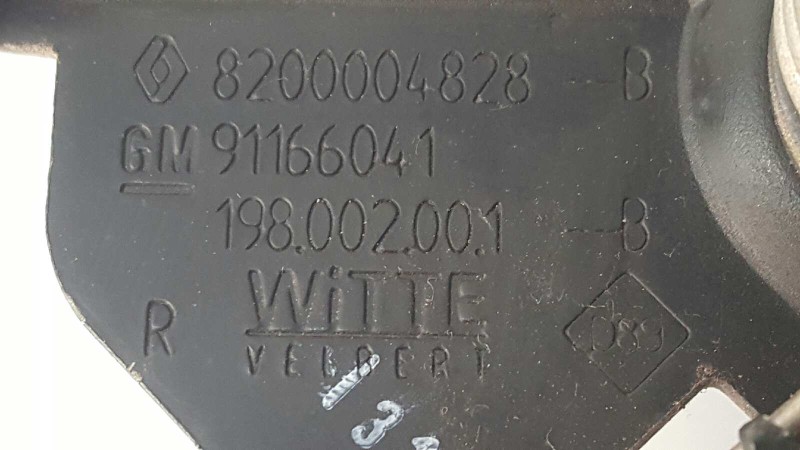 8200004828 — B
GM 91166041
198.002.00.1 — B
WiTTE
R
VELBERT